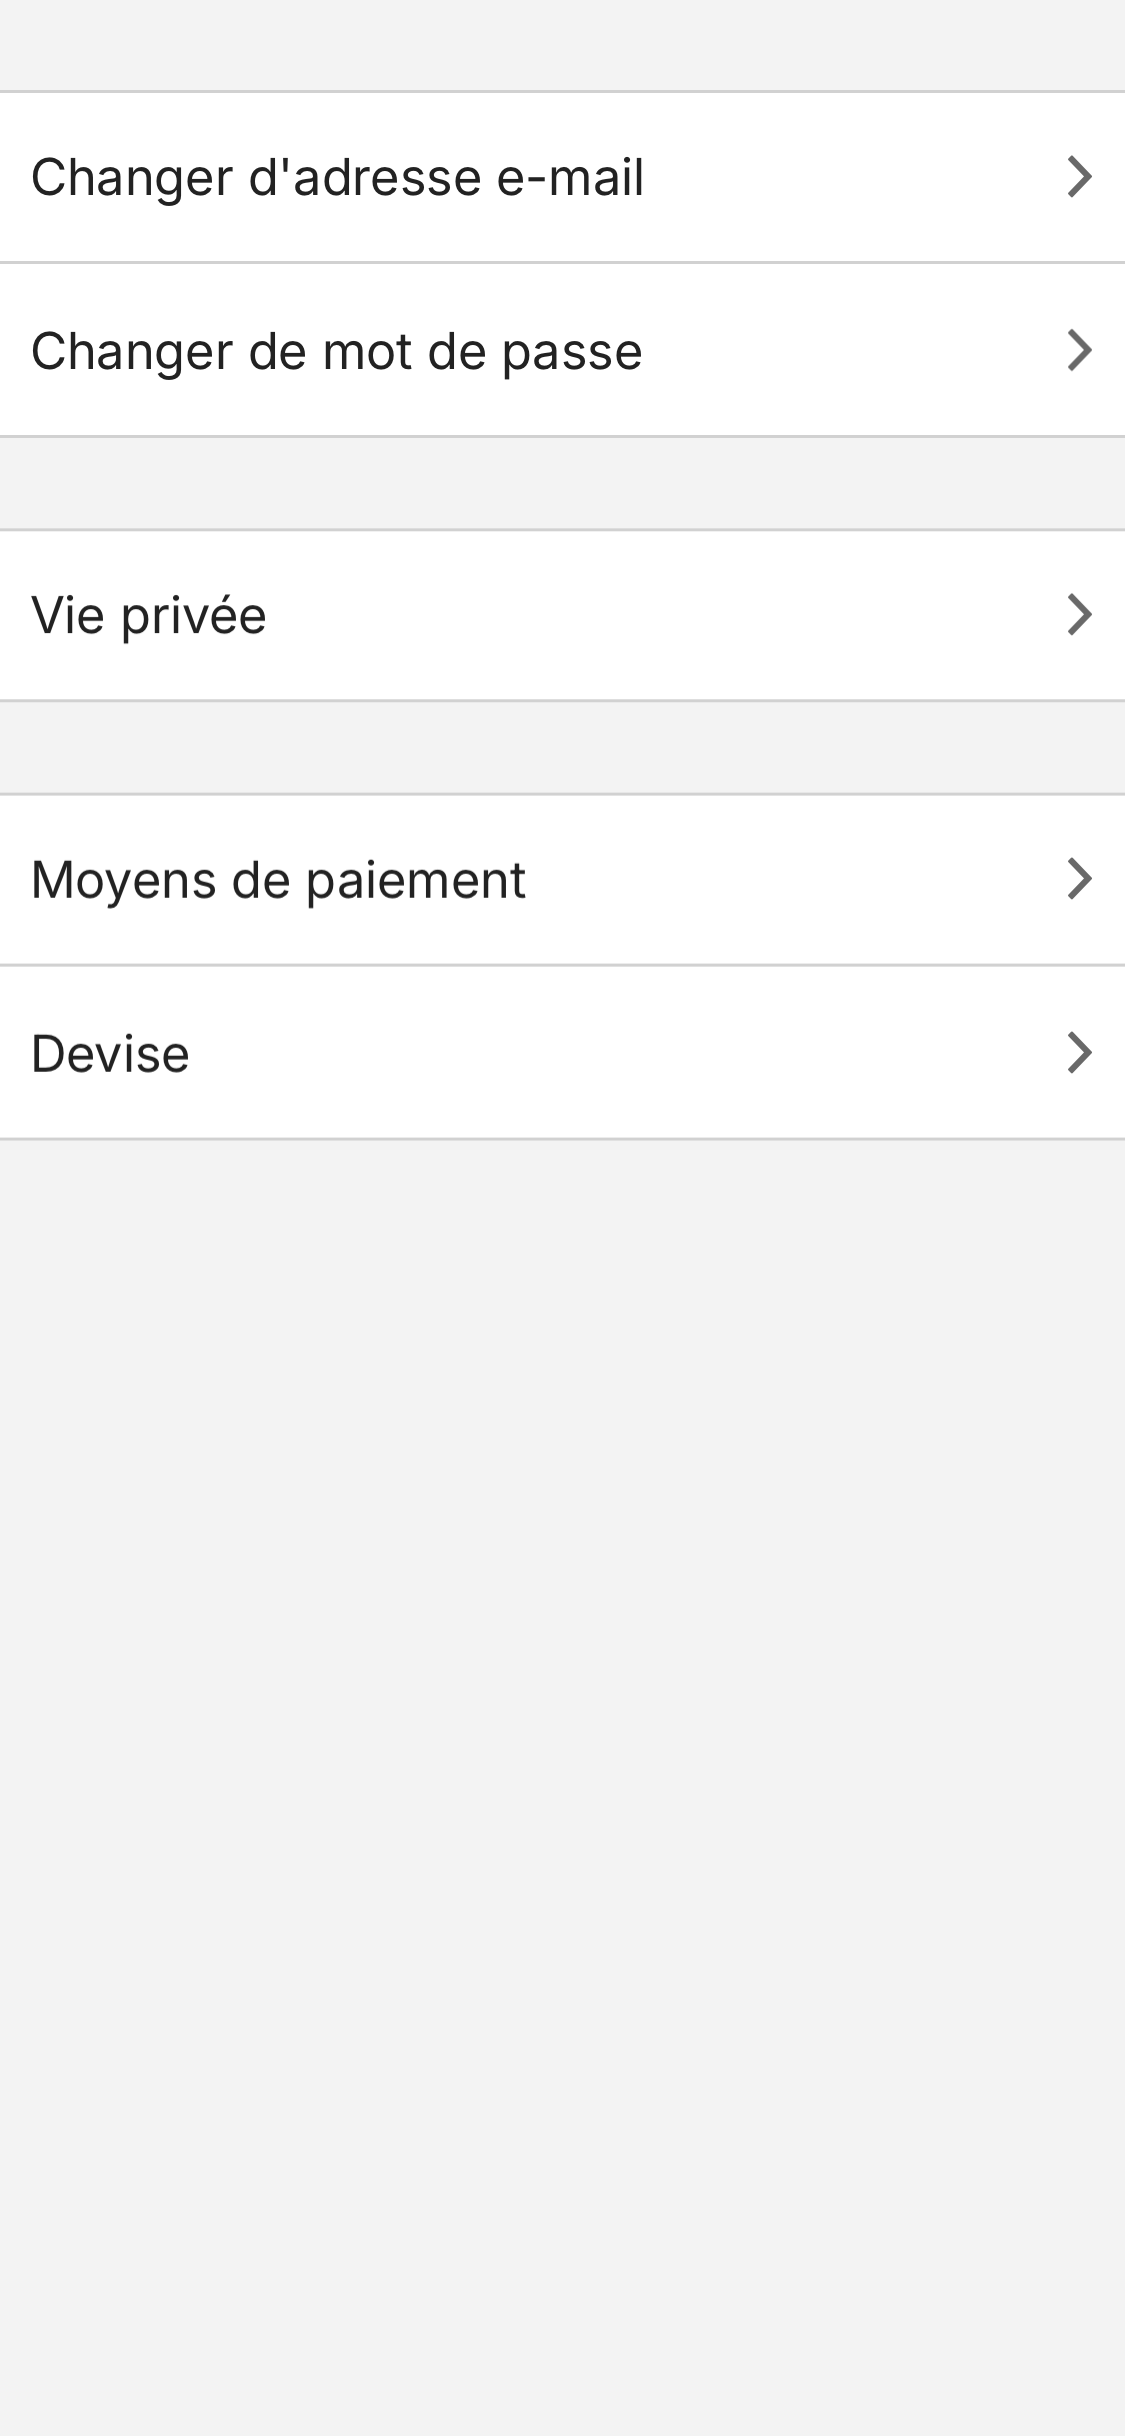 Changer d'adresse e-mail
Changer de mot de passe
Vie privée
Moyens de paiement
Devise